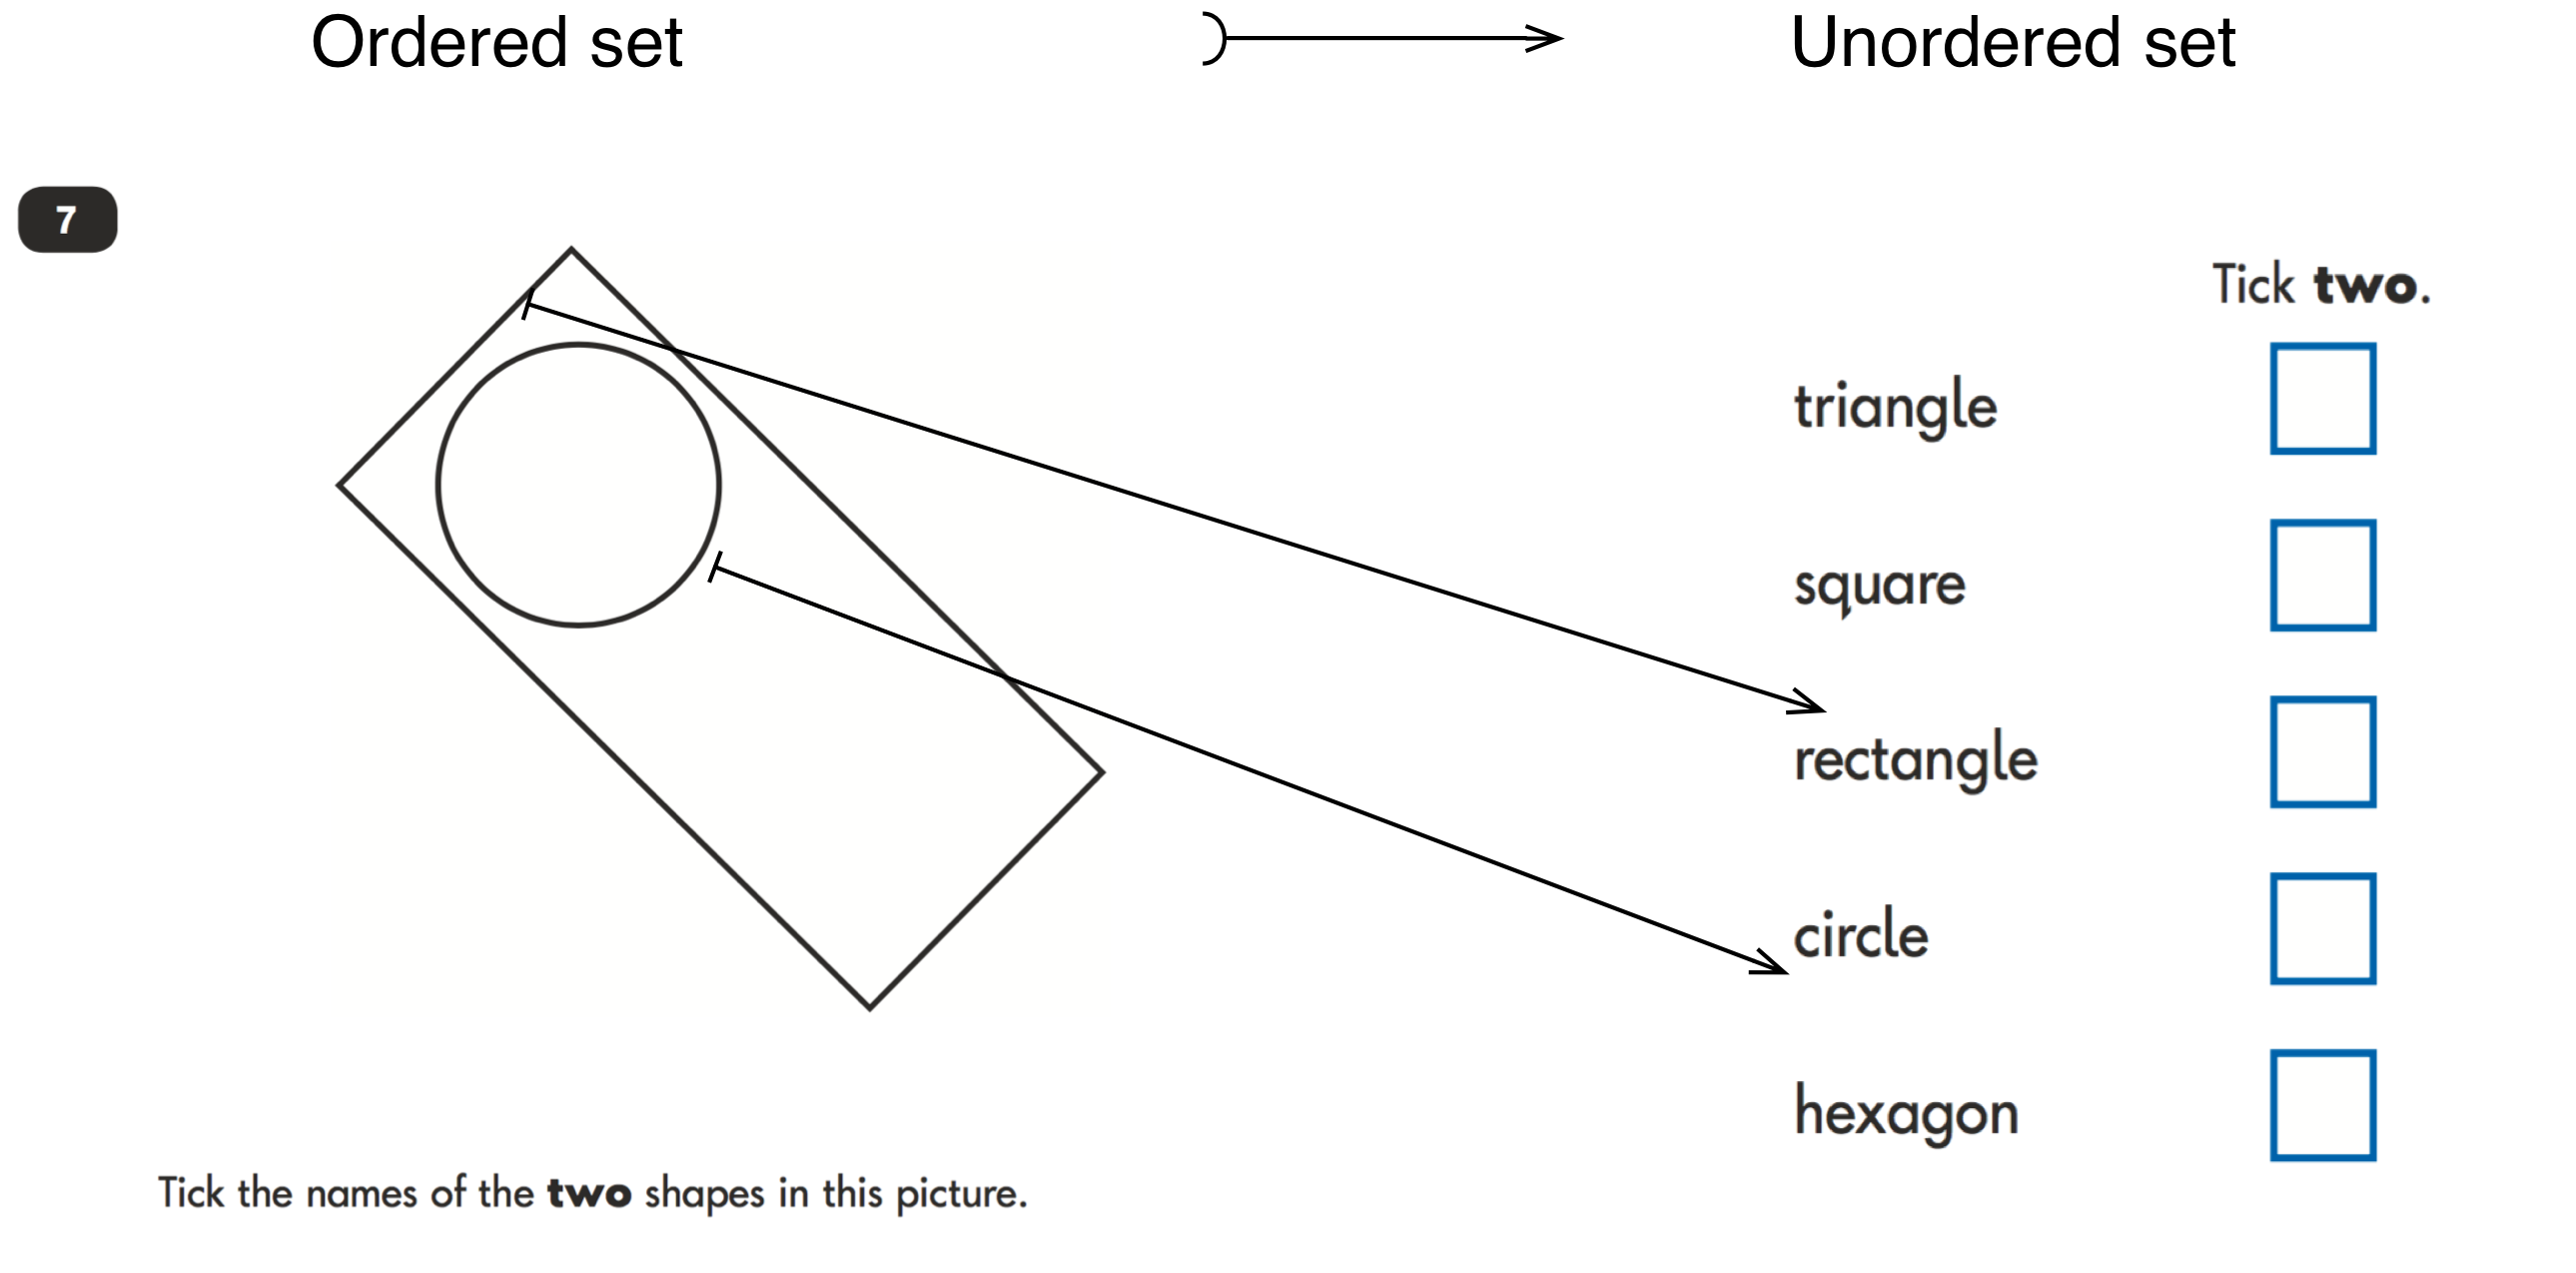 Ordered set
Unordered set
7
Tick two.
triangle
square
rectangle
circle
hexagon
Tick the names of the two shapes in this picture.